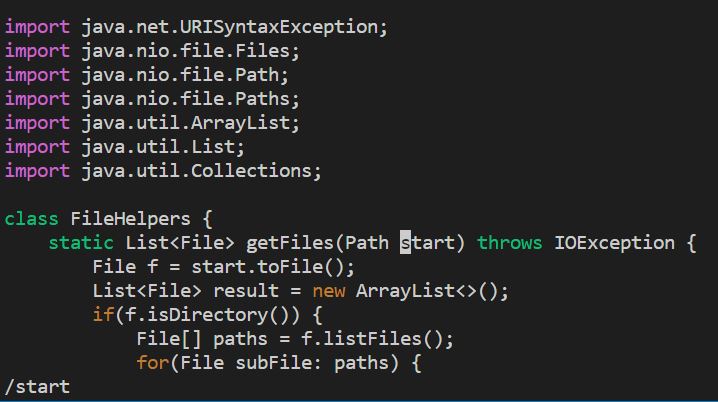 import java.net.URISyntaxException;
import java.nio.file.Files;
import java.nio.file.Path;
import java.nio.file.Paths;
import java.util.ArrayList;
import java.util.List;
import java.util.Collections;

class FileHelpers {
    static List<File> getFiles(Path start) throws IOException {
        File f = start.toFile();
        List<File> result = new ArrayList<>();
        if(f.isDirectory()) {
            File[] paths = f.listFiles();
            for(File subFile: paths) {
/start